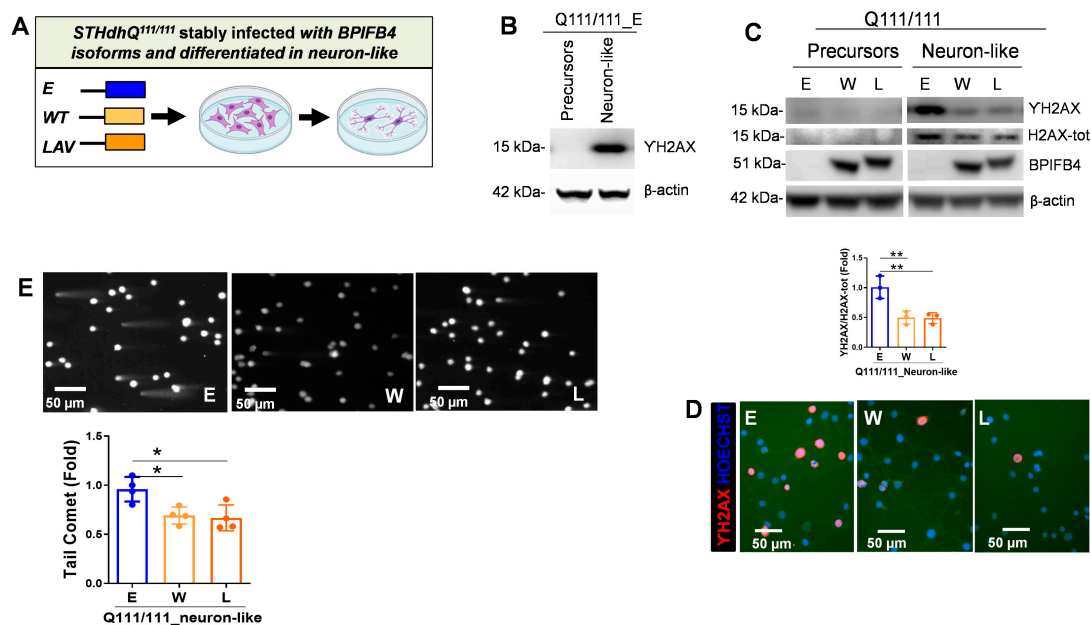 A
STHdhQ111/111 stably infected with BPIFB4
isoforms and differentiated in neuron-like
E
WT
LAV
B
Q111/111_E
Precursors
Neuron-like
15 kDa-
ƳH2AX
42 kDa-
β-actin
C
Q111/111
Precursors
Neuron-like
E W L E W L
15 kDa-
ƳH2AX
15 kDa-
H2AX-tot
51 kDa-
BPIFB4
42 kDa-
β-actin
YH2AX/H2AX-tot (Fold)
1.5
1.0
0.5
0.0
**
**
E W L
Q111/111_Neuron-like
D
ƳH2AX HOECHST
E
50 µm
W
50 µm
L
50 µm
E
50 µm
E
50 µm
W
50 µm
L
Tail Comet (Fold)
1.5
1.0
0.5
0.0
*
*
E W L
Q111/111_neuron-like